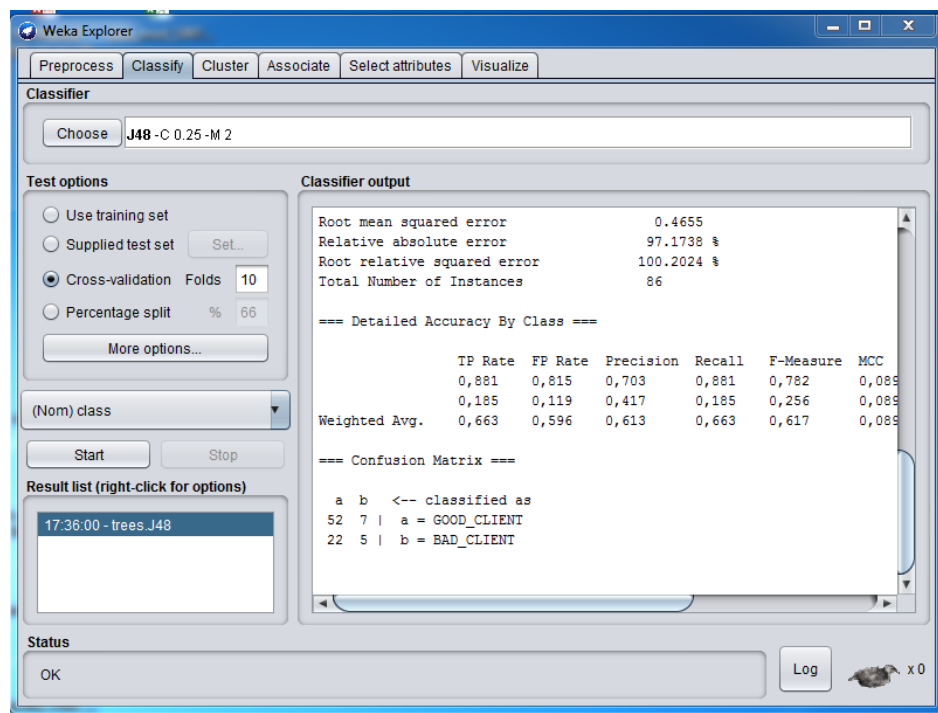 Weka Explorer
Preprocess Classify Cluster Associate Select attributes Visualize
Classifier
Choose J48 -C 0.25 -M 2
Test options
Use training set
Supplied test set Set...
Cross-validation Folds 10
Percentage split % 66
More options...
(Nom) class
Start Stop
Result list (right-click for options)
17:36:00 - trees.J48
Classifier output
Root mean squared error 0.4655
Relative absolute error 97.1738 %
Root relative squared error 100.2024 %
Total Number of Instances 86
=== Detailed Accuracy By Class ===
TP Rate FP Rate Precision Recall F-Measure MCC
0,881 0,815 0,703 0,881 0,782 0,089
0,185 0,119 0,417 0,185 0,256 0,089
Weighted Avg. 0,663 0,596 0,613 0,663 0,617 0,089
=== Confusion Matrix ===
a b <-- classified as
52 7 | a = GOOD_CLIENT
22 5 | b = BAD_CLIENT
Status
OK
Log
x 0